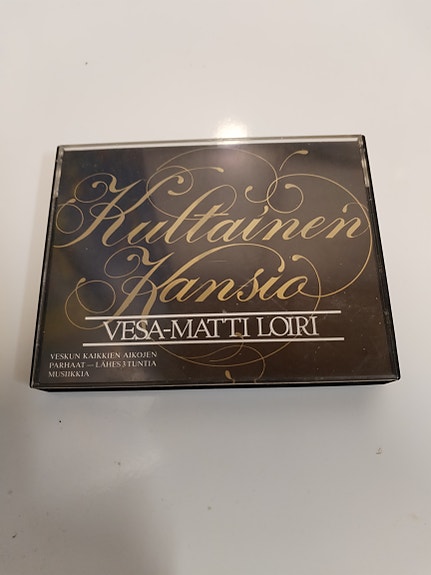 Kultainen
Kansio
VESA-MATTI LOIRI
VESKUN KAIKKIEN AIKOJEN
PARHAAT — LÄHES 3 TUNTIA
MUSIIKKIA